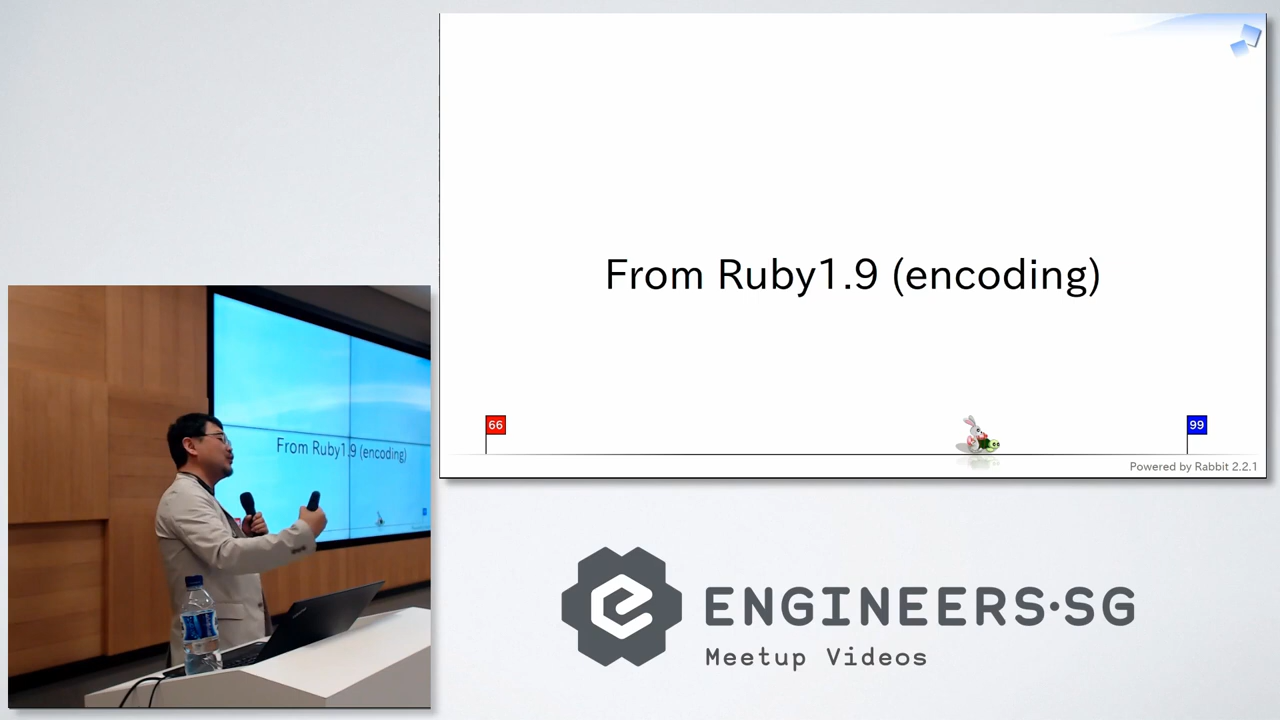 From Ruby1.9 (encoding)
66
99
Powered by Rabbit 2.2.1
From Ruby1.9 (encoding)
ENGINEERS·SG
Meetup Videos